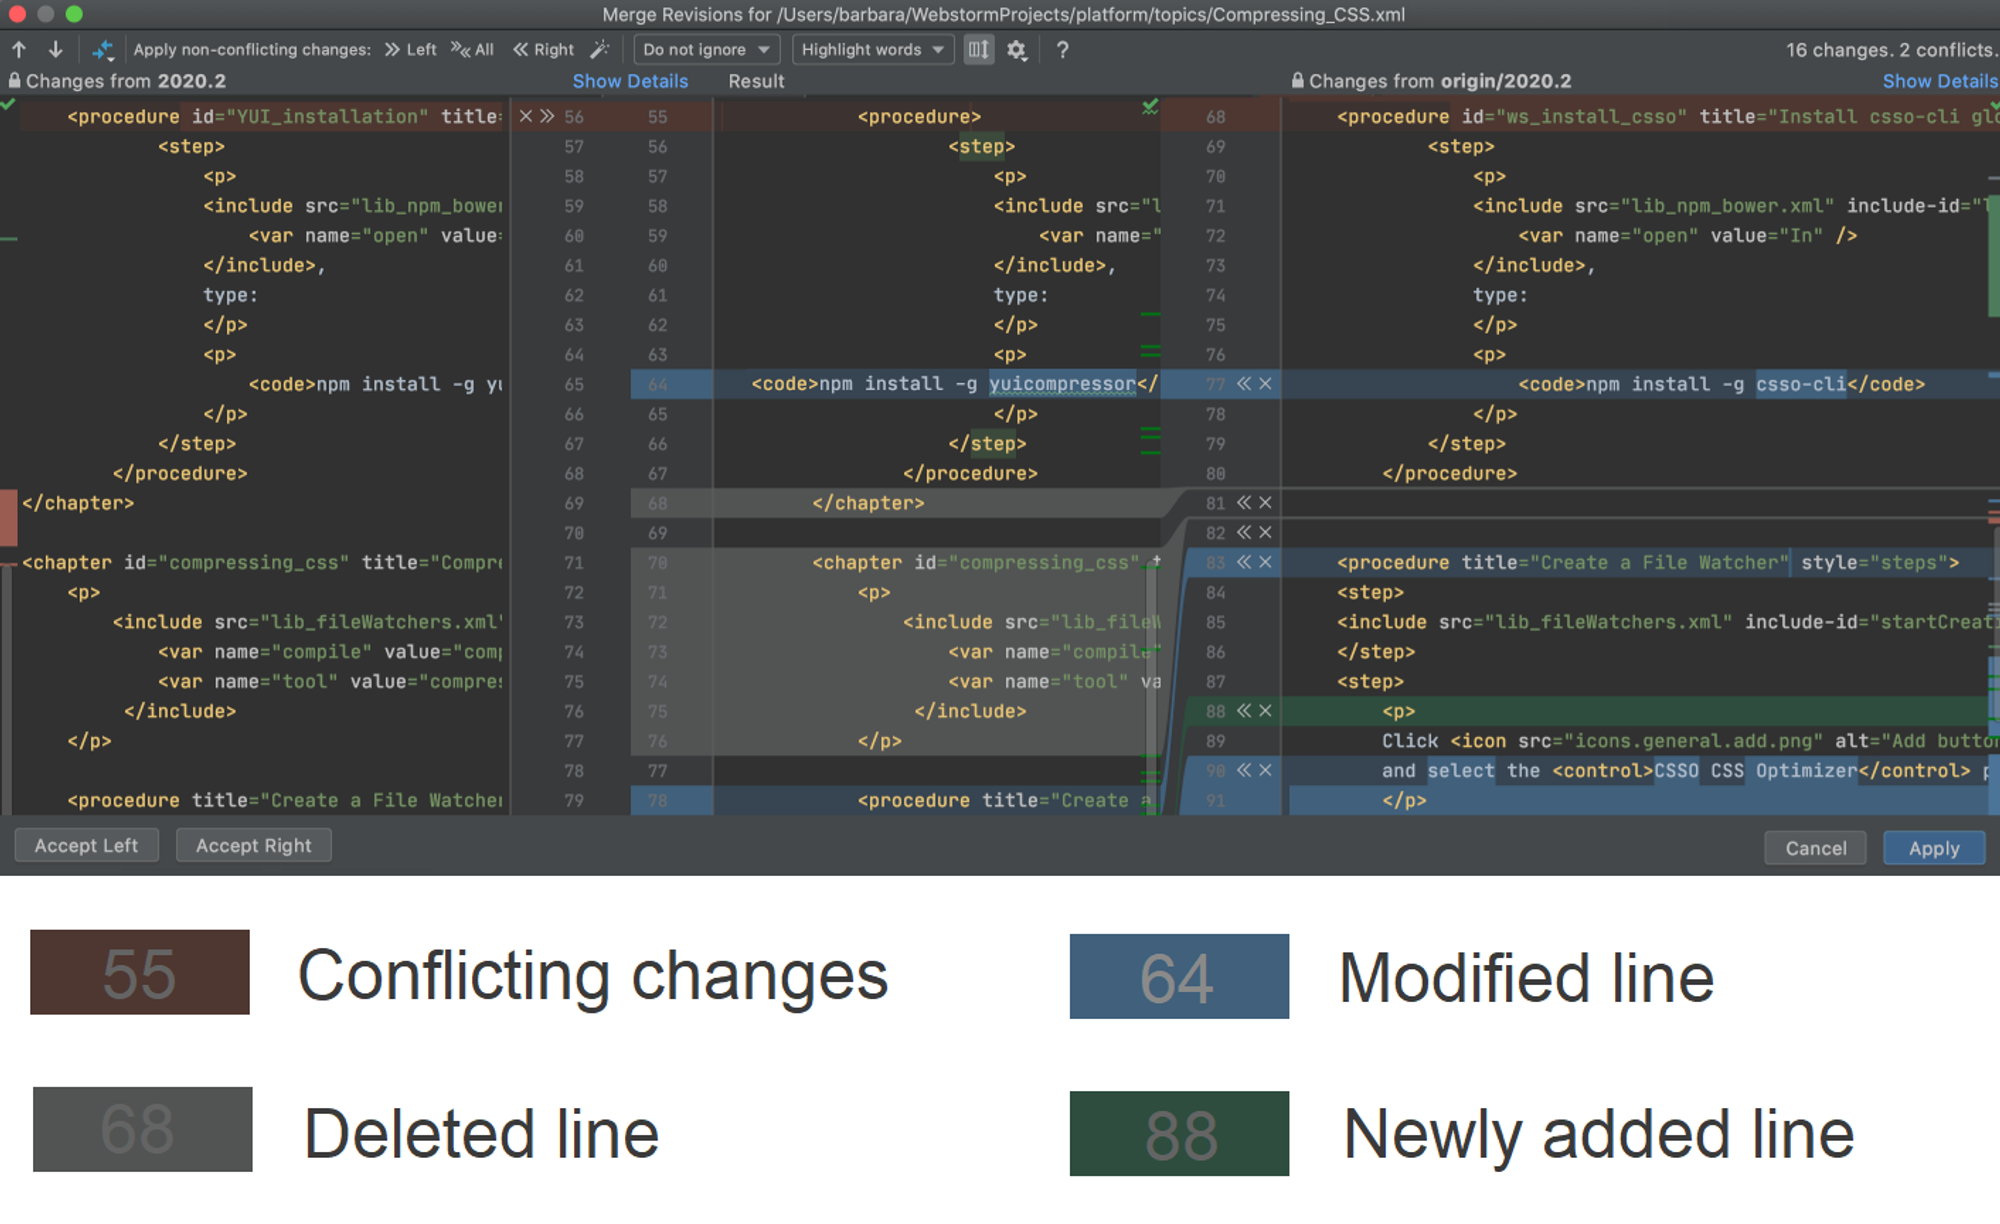 Merge Revisions for /Users/barbara/WebstormProjects/platform/topics/Compressing_CSS.xml
Apply non-conflicting changes: Left All Right Do not ignore Highlight words ? 16 changes. 2 conflicts.
Changes from 2020.2 Show Details Result Changes from origin/2020.2 Show Details
<procedure id="YUI_installation" title= 56 55 <procedure> 68 <procedure id="ws_install_csso" title="Install csso-cli glo
<step> 57 56 <step> 69 <step>
<p> 58 57 <p> 70 <p>
<include src="lib_npm_bower 59 58 <include src="l 71 <include src="lib_npm_bower.xml" include-id="l
<var name="open" value= 60 59 <var name=" 72 <var name="open" value="In" />
</include>, 61 60 </include>, 73 </include>,
type: 62 61 type: 74 type:
</p> 63 62 </p> 75 </p>
<p> 64 63 <p> 76 <p>
<code>npm install -g yu 65 64 <code>npm install -g yuicompressor</ 77 <code>npm install -g csso-cli</code>
</p> 66 65 </p> 78 </p>
</step> 67 66 </step> 79 </step>
</procedure> 68 67 </procedure> 80 </procedure>
</chapter> 69 68 </chapter> 81
70 69 82
<chapter id="compressing_css" title="Compre 71 70 <chapter id="compressing_css" t 83 <procedure title="Create a File Watcher" style="steps">
<p> 72 71 <p> 84 <step>
<include src="lib_fileWatchers.xml" 73 72 <include src="lib_fileW 85 <include src="lib_fileWatchers.xml" include-id="startCreati
<var name="compile" value="comp 74 73 <var name="compile" 86 </step>
<var name="tool" value="compres 75 74 <var name="tool" va 87 <step>
</include> 76 75 </include> 88 <p>
</p> 77 76 </p> 89 Click <icon src="icons.general.add.png" alt="Add button
78 77 90 and select the <control>CSSO CSS Optimizer</control> p
<procedure title="Create a File Watcher 79 78 <procedure title="Create a 91 </p>
Accept Left Accept Right Cancel Apply
55 Conflicting changes 64 Modified line
68 Deleted line 88 Newly added line